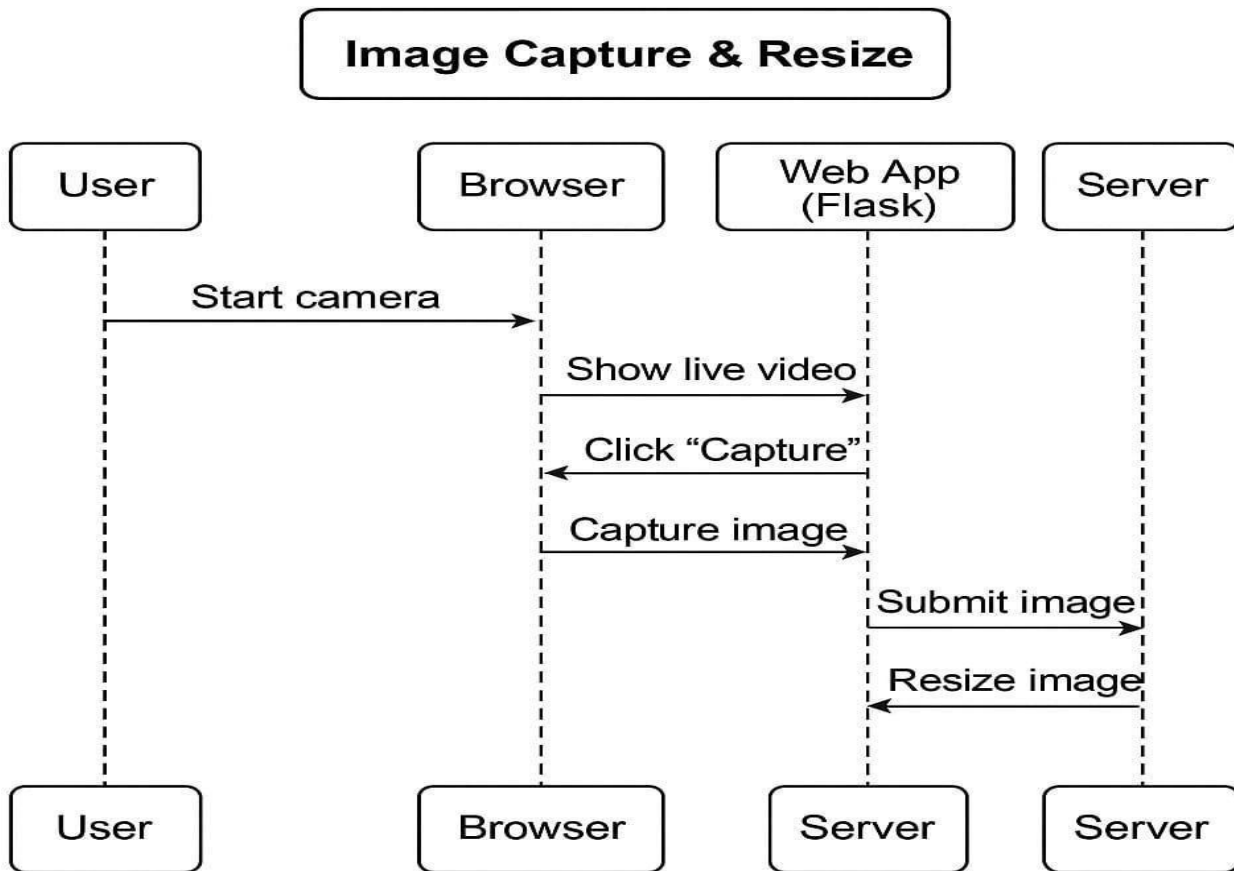 Image Capture & Resize
User
Browser
Web App
(Flask)
Server
Start camera
Show live video
Click “Capture”
Capture image
Submit image
Resize image
User
Browser
Server
Server